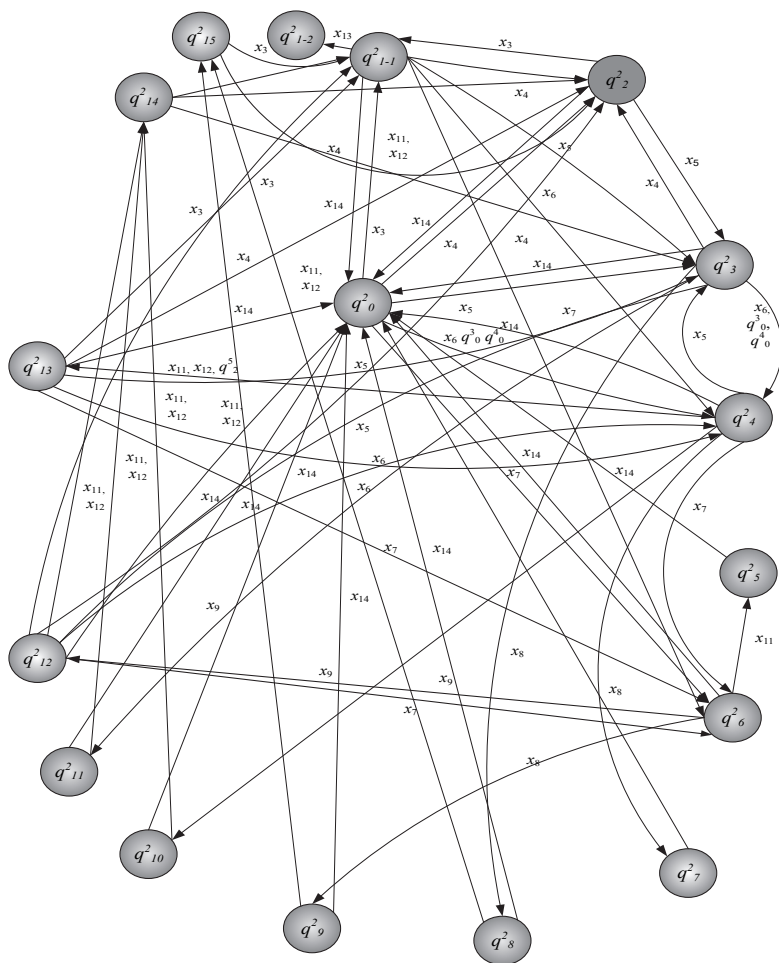 q²₁₅
x₃
q²₁₋₂
x₁₃
q²₁₋₁
x₃
q²₂
q²₁₄
x₄
x₁₁,
x₁₂
x₄
x₅
x₅
x₃
x₆
x₄
x₃
x₁₄
x₁₄
x₃
x₄
x₄
x₄
x₁₁,
x₁₂
x₁₄
q²₃
q²₀
x₁₄
x₅
x₇
x₁₄
x₆ q³₀ q⁴₀
x₅
x₆,
q³₀,
q⁴₀
q²₁₃
x₁₁, x₁₂, q⁵₂
x₅
x₁₁,
x₁₂
x₁₁,
x₁₂
x₅
q²₄
x₁₁,
x₁₂
x₁₄
x₆
x₁₄
x₇
x₁₄
x₁₁,
x₁₂
x₁₄
x₁₄
x₆
x₇
x₇
x₁₄
q²₅
x₉
x₁₄
x₁₁
q²₁₂
x₉
x₉
x₈
x₈
x₇
q²₆
x₈
q²₁₁
q²₁₀
q²₇
q²₉
q²₈